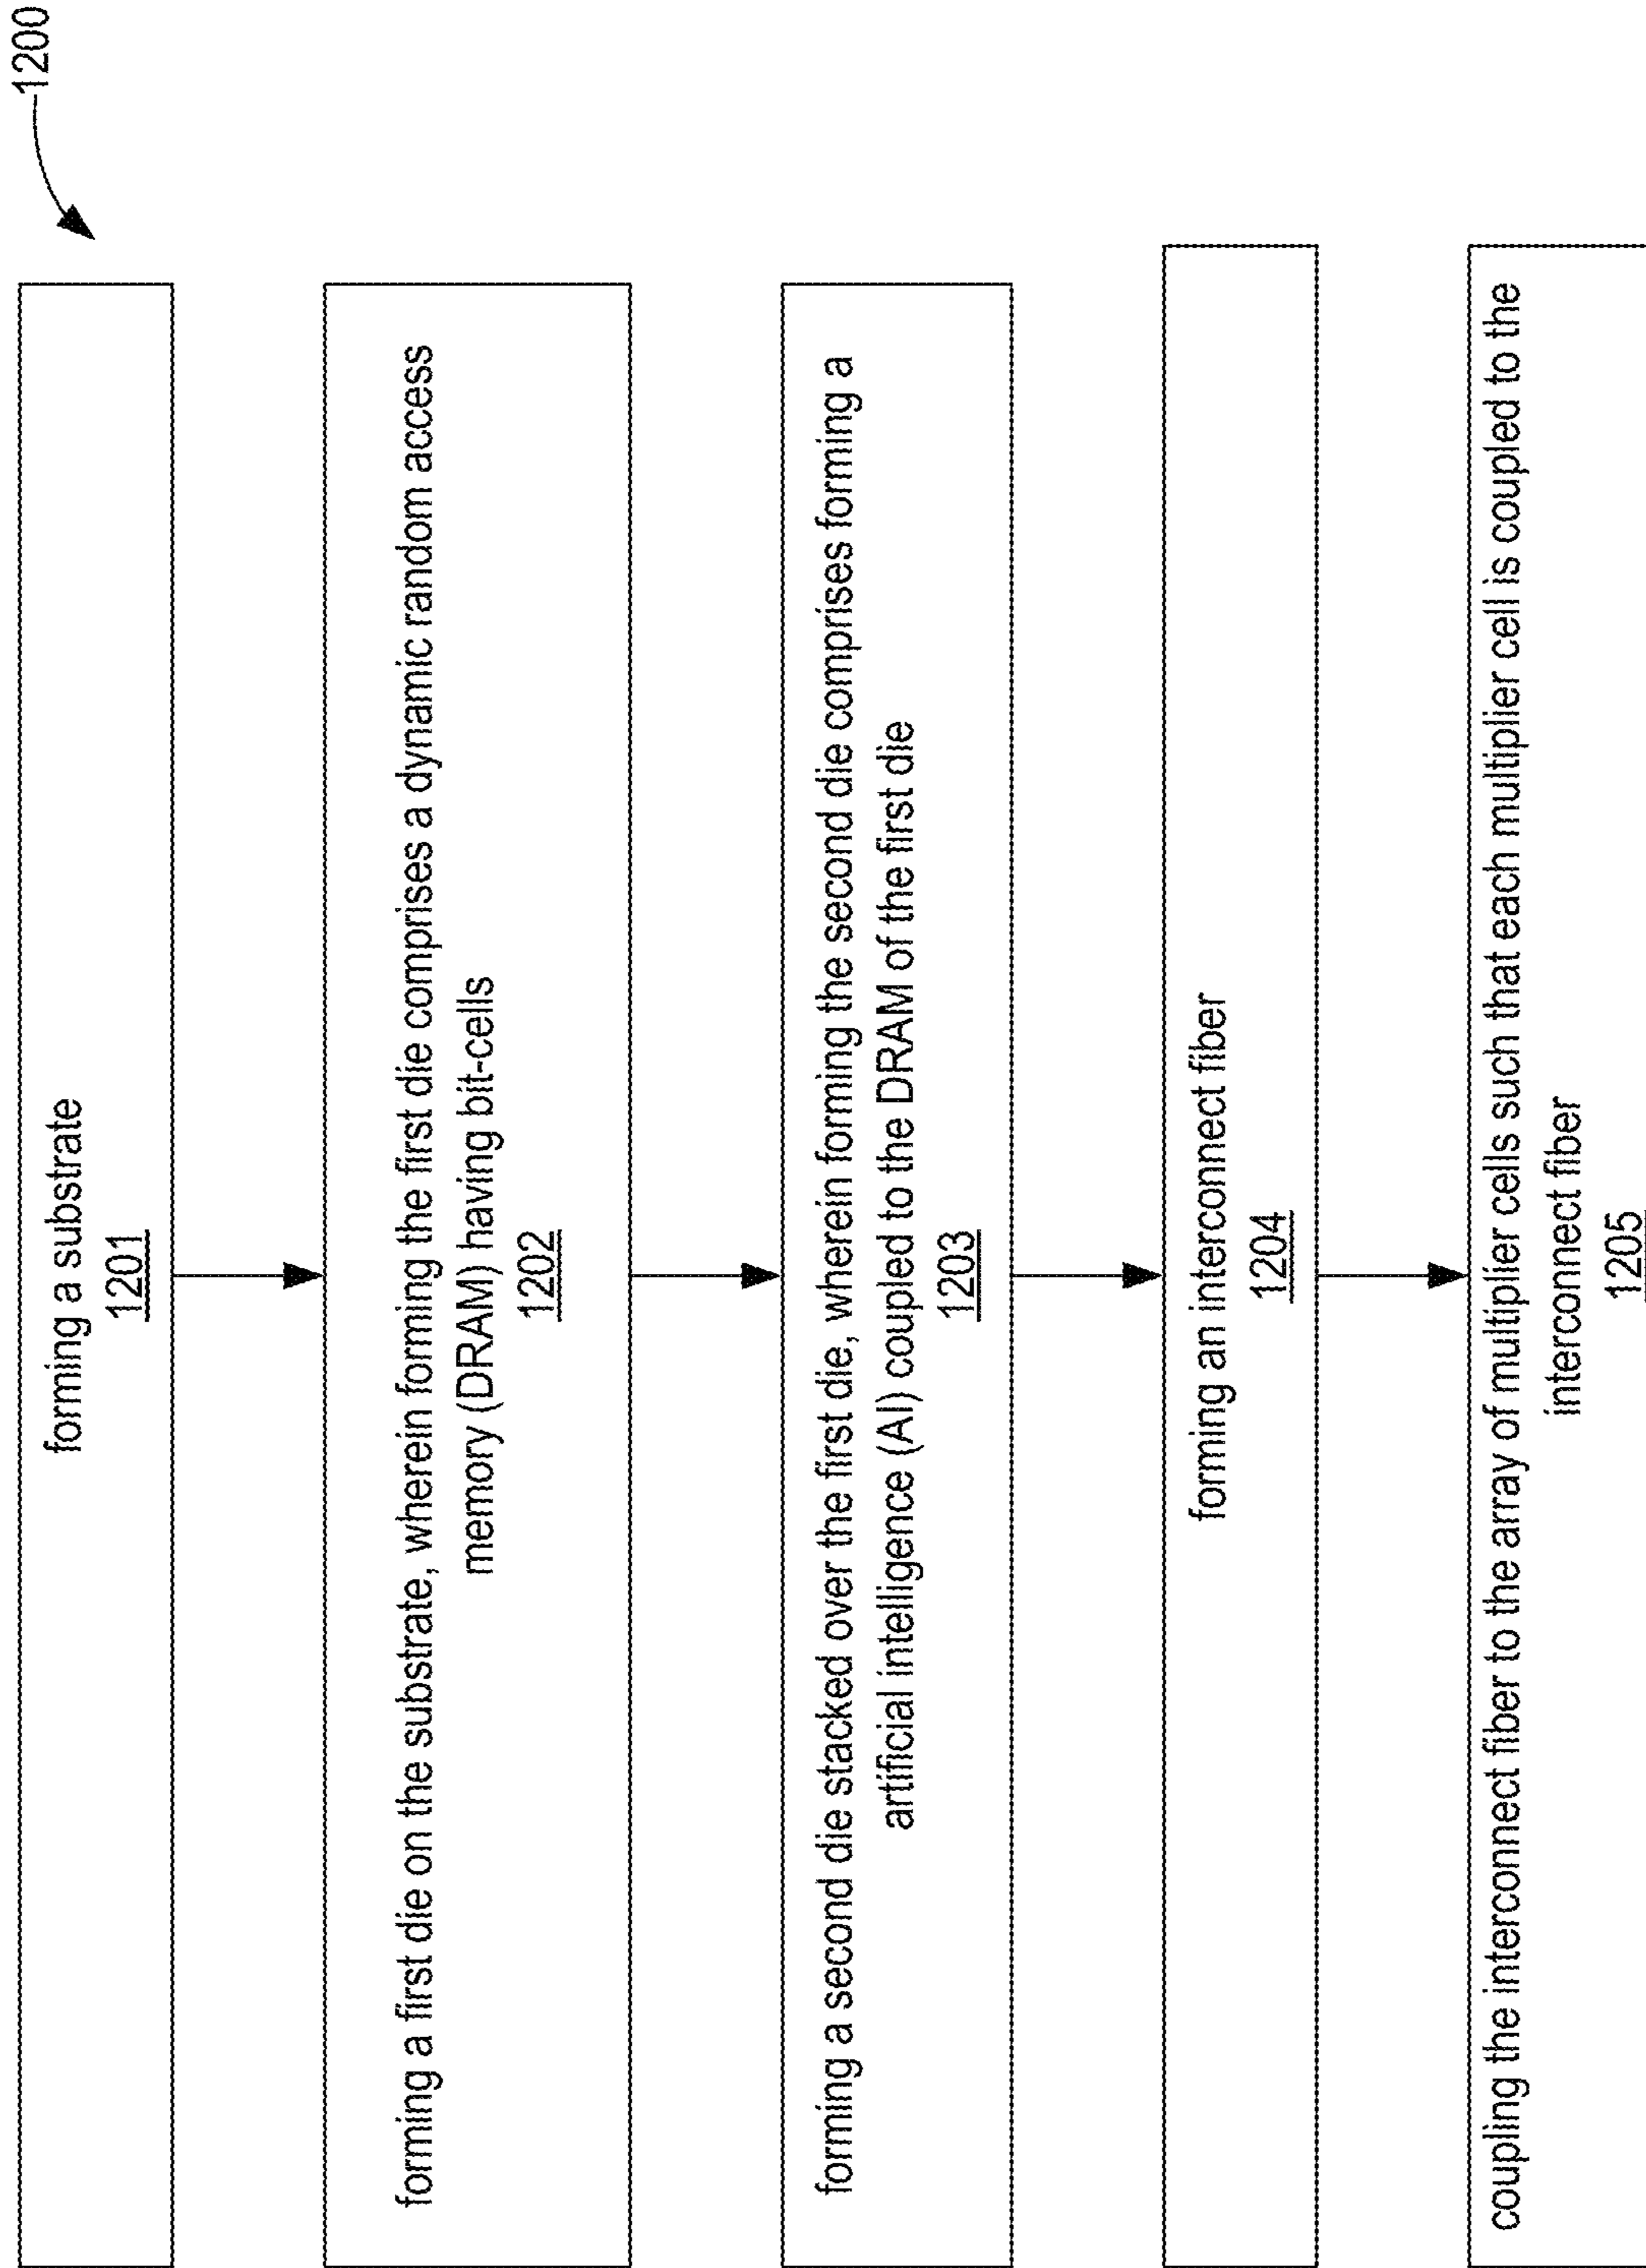 1200
forming a substrate
1201
forming a first die on the substrate, wherein forming the first die comprises a dynamic random access
memory (DRAM) having bit-cells
1202
forming a second die stacked over the first die, wherein forming the second die comprises forming a
artificial intelligence (AI) coupled to the DRAM of the first die
1203
forming an interconnect fiber
1204
coupling the interconnect fiber to the array of multiplier cells such that each multiplier cell is coupled to the
interconnect fiber
1205